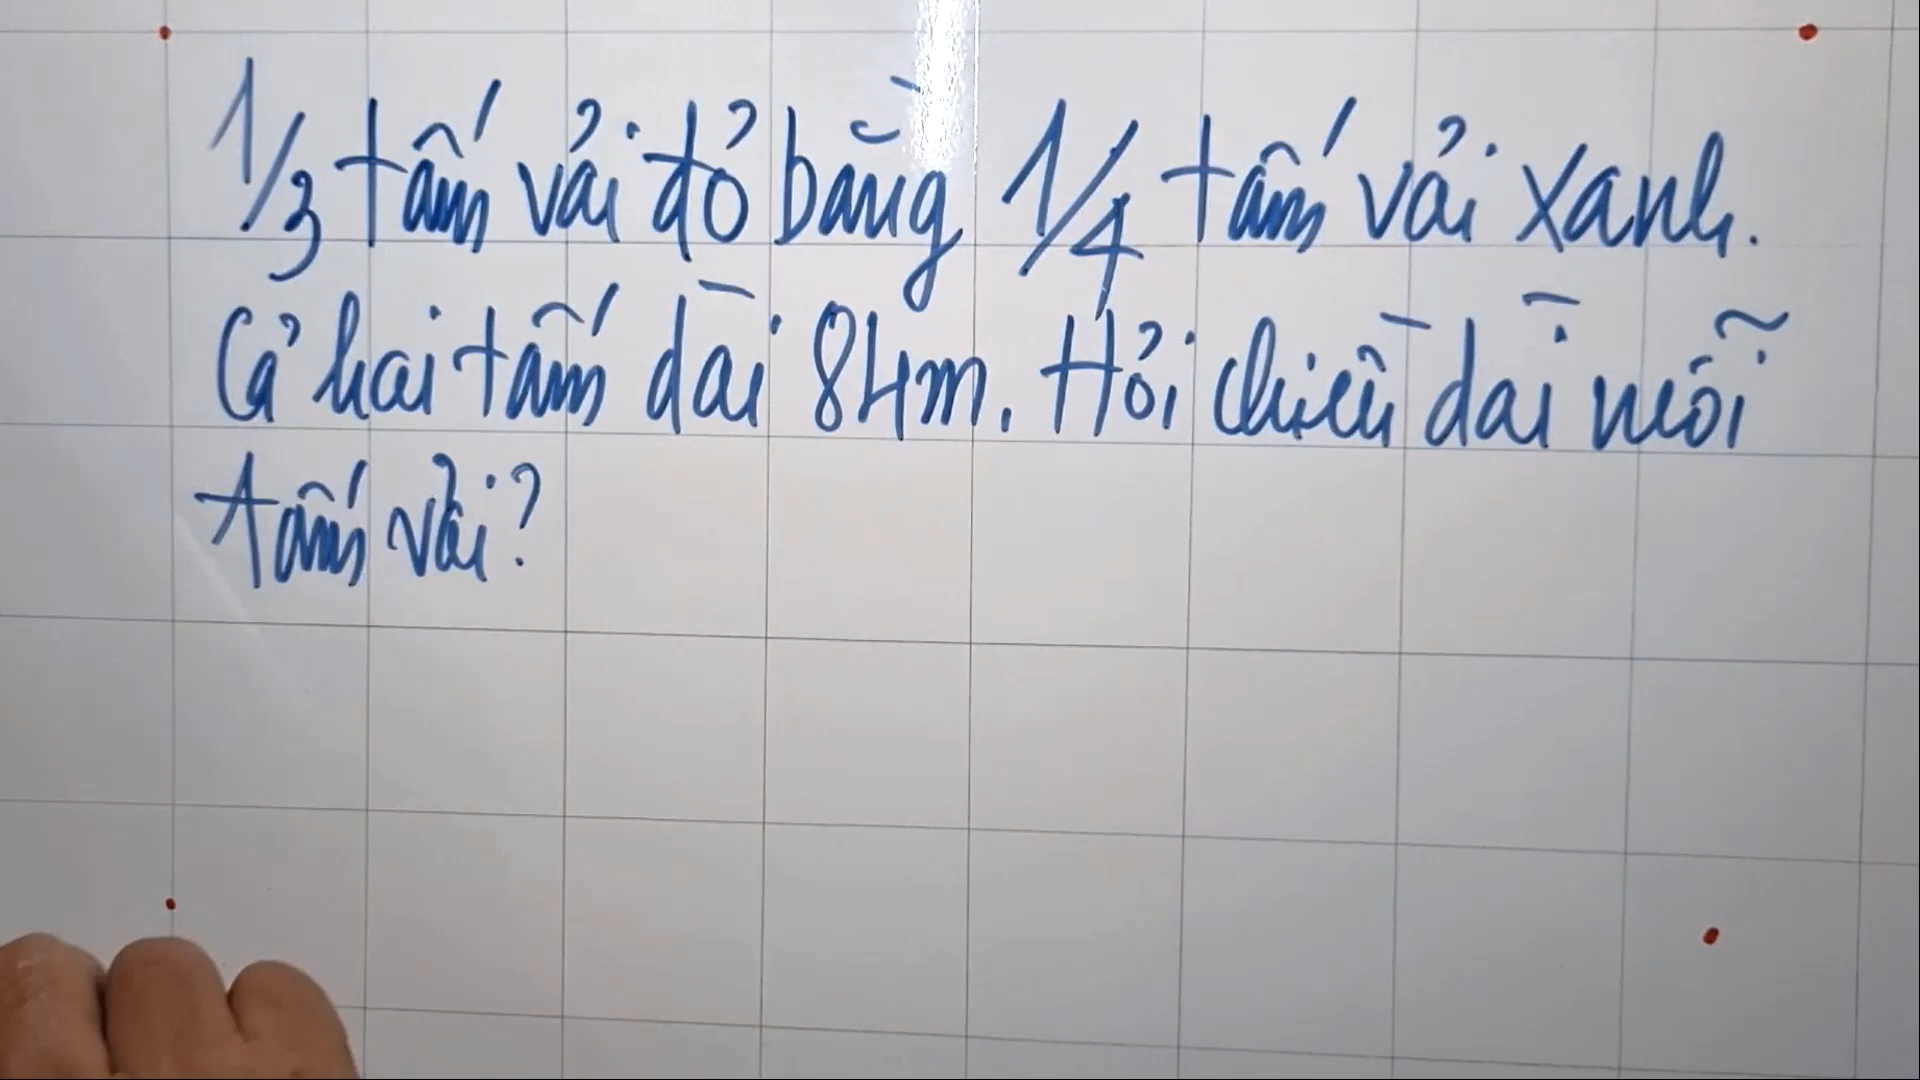 1/3 tấm vải đỏ bằng 1/4 tấm vải xanh.
Cả hai tấm dài 84m. Hỏi chiều dài mỗi
tấm vải?